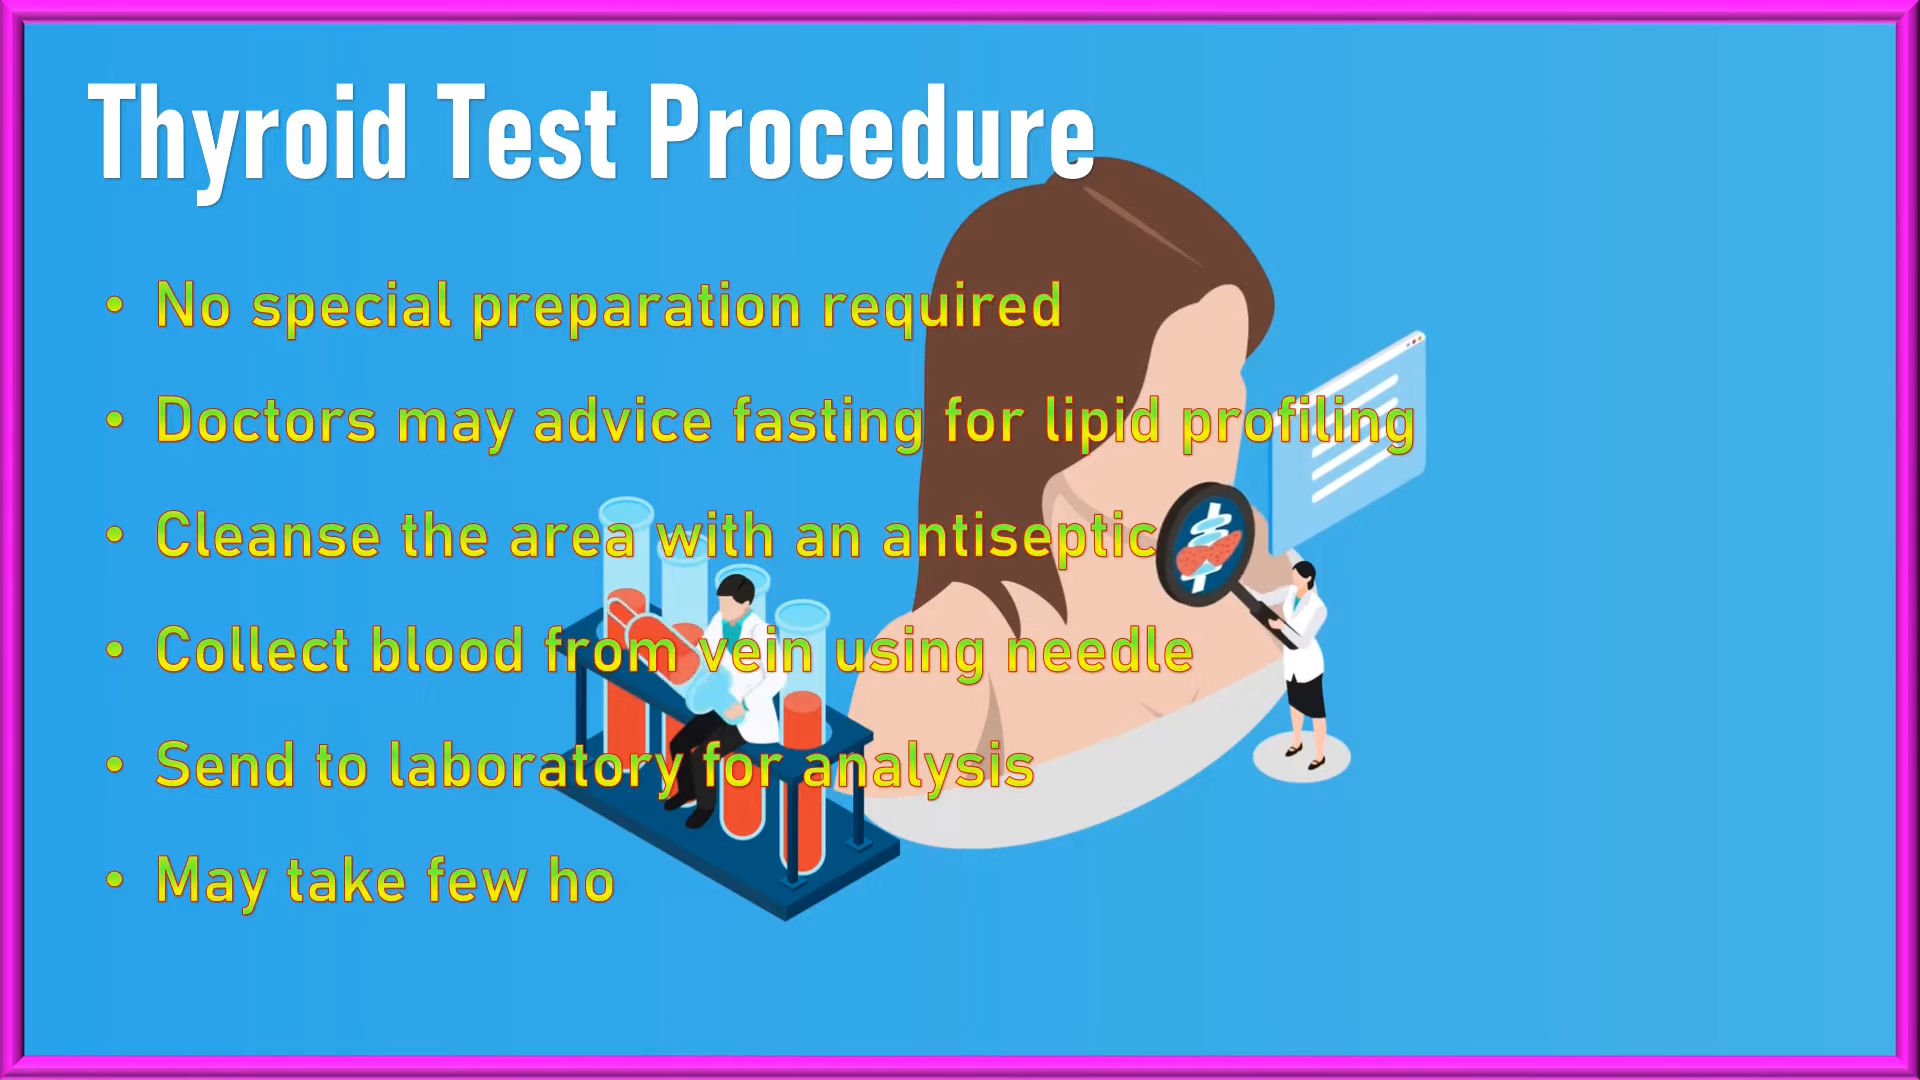 Thyroid Test Procedure
• No special preparation required
• Doctors may advice fasting for lipid profiling
• Cleanse the area with an antiseptic
• Collect blood from vein using needle
• Send to laboratory for analysis
• May take few ho